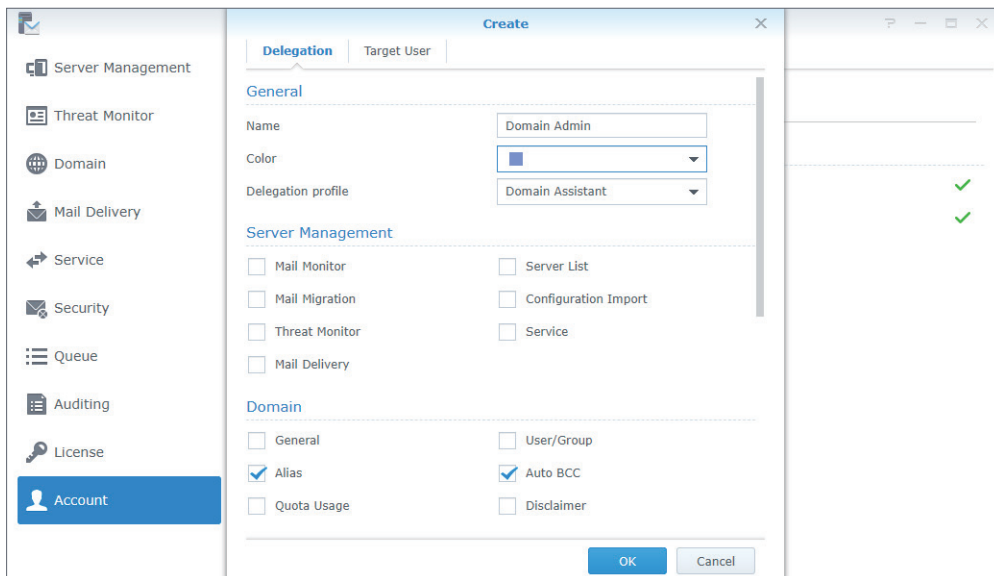 Create
Server Management
Threat Monitor
Domain
Mail Delivery
Service
Security
Queue
Auditing
License
Account
Delegation Target User
General
Name Domain Admin
Color
Delegation profile Domain Assistant
Server Management
Mail Monitor Server List
Mail Migration Configuration Import
Threat Monitor Service
Mail Delivery
Domain
General User/Group
Alias Auto BCC
Quota Usage Disclaimer
OK Cancel